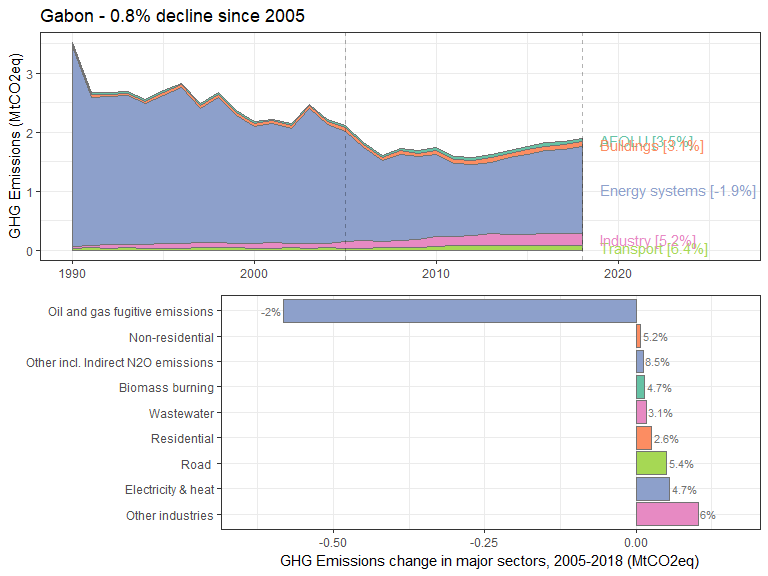 Gabon - 0.8% decline since 2005
GHG Emissions (MtCO2eq)
3
2
1
0
AFOLU [3.5%]
Buildings [3.1%]
Energy systems [-1.9%]
Industry [5.2%]
Transport [6.4%]
1990
2000
2010
2020
Oil and gas fugitive emissions
-2%
Non-residential
5.2%
Other incl. Indirect N2O emissions
8.5%
Biomass burning
4.7%
Wastewater
3.1%
Residential
2.6%
Road
5.4%
Electricity & heat
4.7%
Other industries
6%
-0.50
-0.25
0.00
GHG Emissions change in major sectors, 2005-2018 (MtCO2eq)